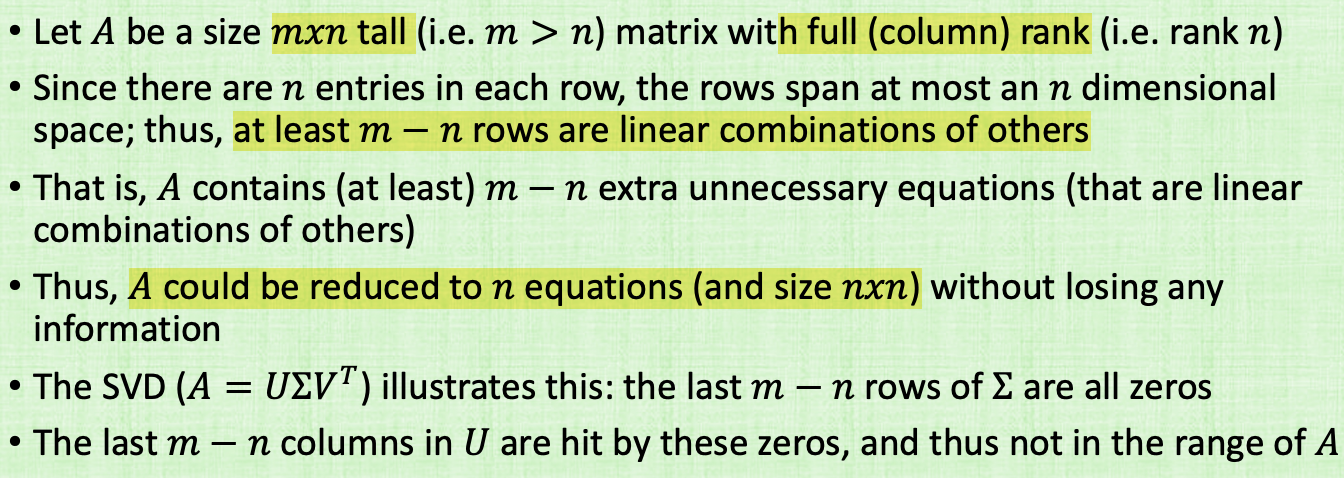 • Let A be a size mxn tall (i.e. m > n) matrix with full (column) rank (i.e. rank n)
• Since there are n entries in each row, the rows span at most an n dimensional
space; thus, at least m − n rows are linear combinations of others
• That is, A contains (at least) m − n extra unnecessary equations (that are linear
combinations of others)
• Thus, A could be reduced to n equations (and size nxn) without losing any
information
• The SVD (A = UΣVᵀ) illustrates this: the last m − n rows of Σ are all zeros
• The last m − n columns in U are hit by these zeros, and thus not in the range of A